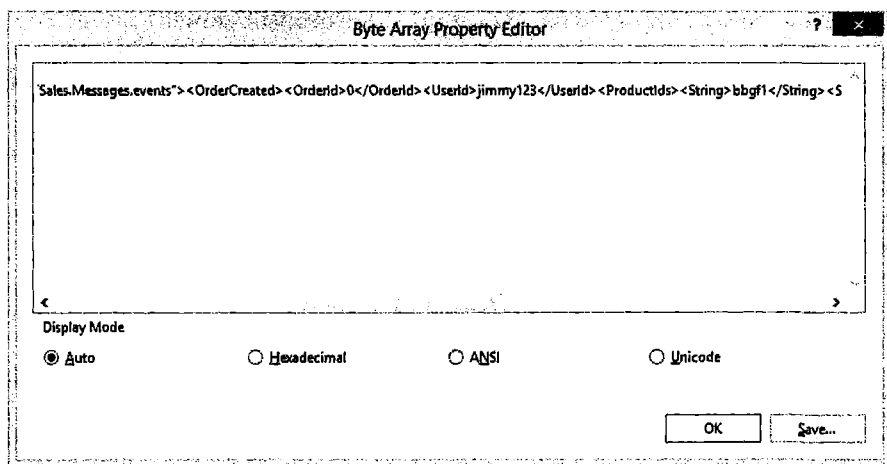 Byte Array Property Editor
?
'Sales.Messages.events"><OrderCreated><OrderId>0</OrderId><UserId>jimmy123</UserId><ProductIds><String>bbgf1</String><S
Display Mode
Auto
Hexadecimal
ANSI
Unicode
OK
Save...